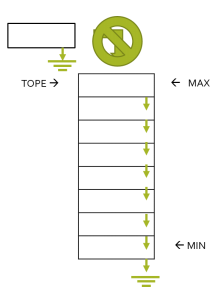 TOPE → ← MAX
← MIN